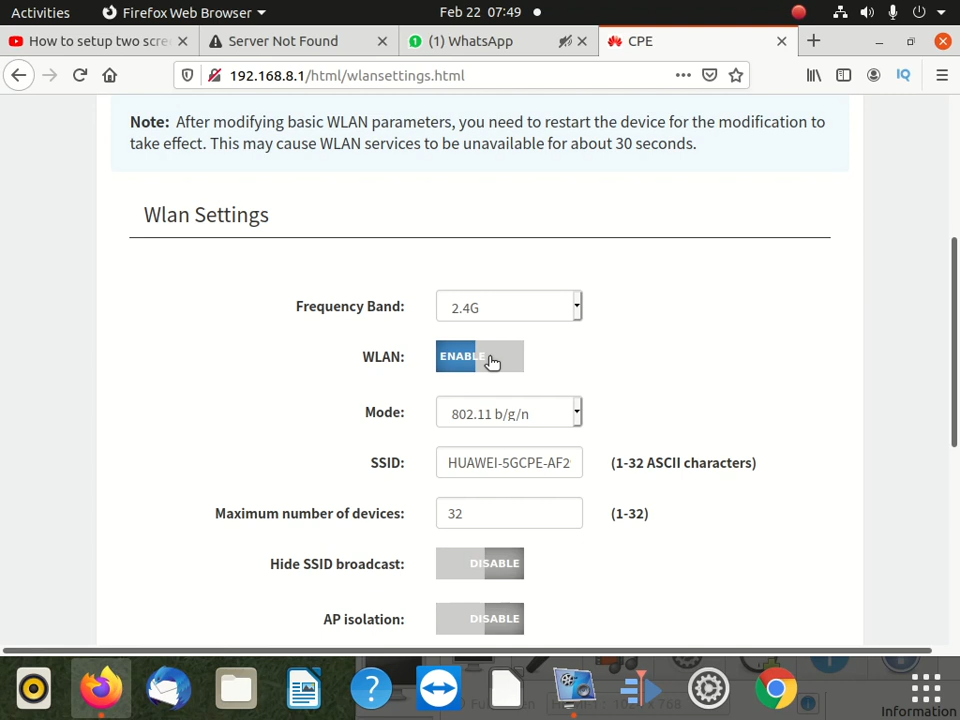 Activities Firefox Web Browser Feb 22 07:49
How to setup two scre Server Not Found (1) WhatsApp CPE
192.168.8.1/html/wlansettings.html
Note: After modifying basic WLAN parameters, you need to restart the device for the modification to
take effect. This may cause WLAN services to be unavailable for about 30 seconds.
Wlan Settings
Frequency Band: 2.4G
WLAN: ENABLE
Mode: 802.11 b/g/n
SSID: HUAWEI-5GCPE-AF2 (1-32 ASCII characters)
Maximum number of devices: 32 (1-32)
Hide SSID broadcast: DISABLE
AP isolation: DISABLE
Information